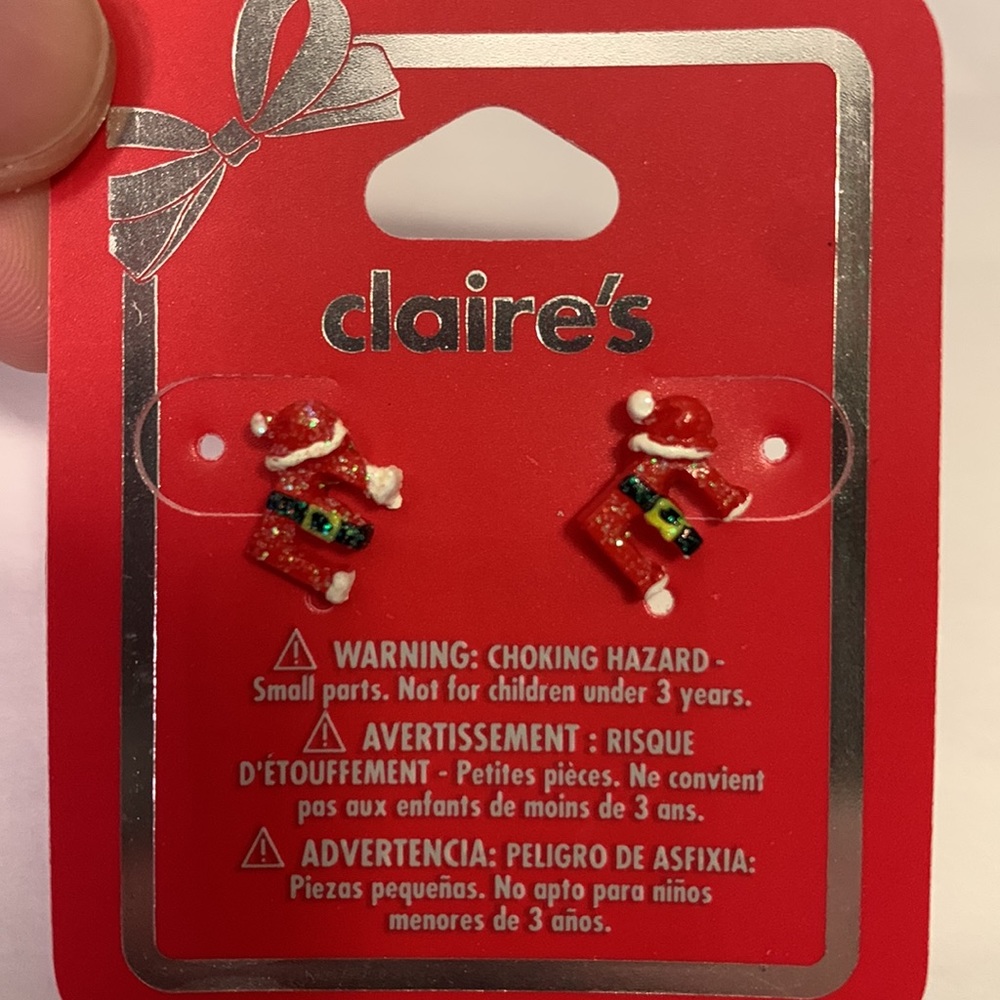 claire's
WARNING: CHOKING HAZARD -
Small parts. Not for children under 3 years.
AVERTISSEMENT : RISQUE
D'ÉTOUFFEMENT - Petites pièces. Ne convient
pas aux enfants de moins de 3 ans.
ADVERTENCIA: PELIGRO DE ASFIXIA:
Piezas pequeñas. No apto para niños
menores de 3 años.